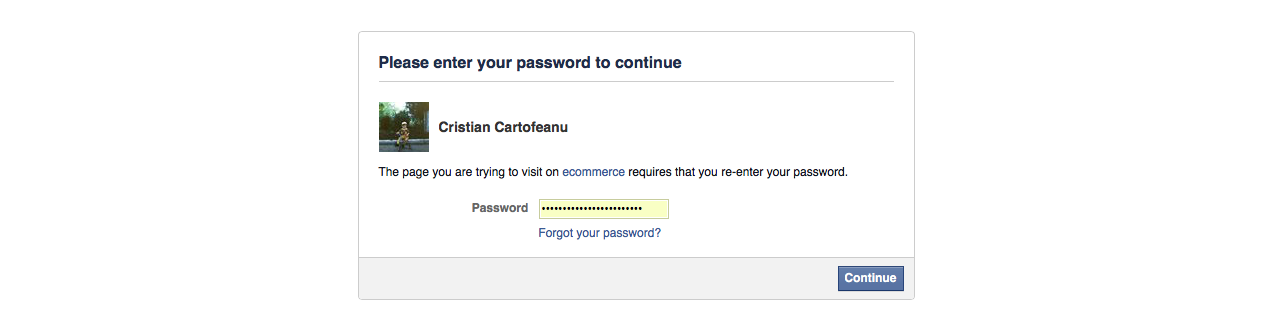 Please enter your password to continue
Cristian Cartofeanu
The page you are trying to visit on ecommerce requires that you re-enter your password.
Password ••••••••••••••••••••••••
Forgot your password?
Continue